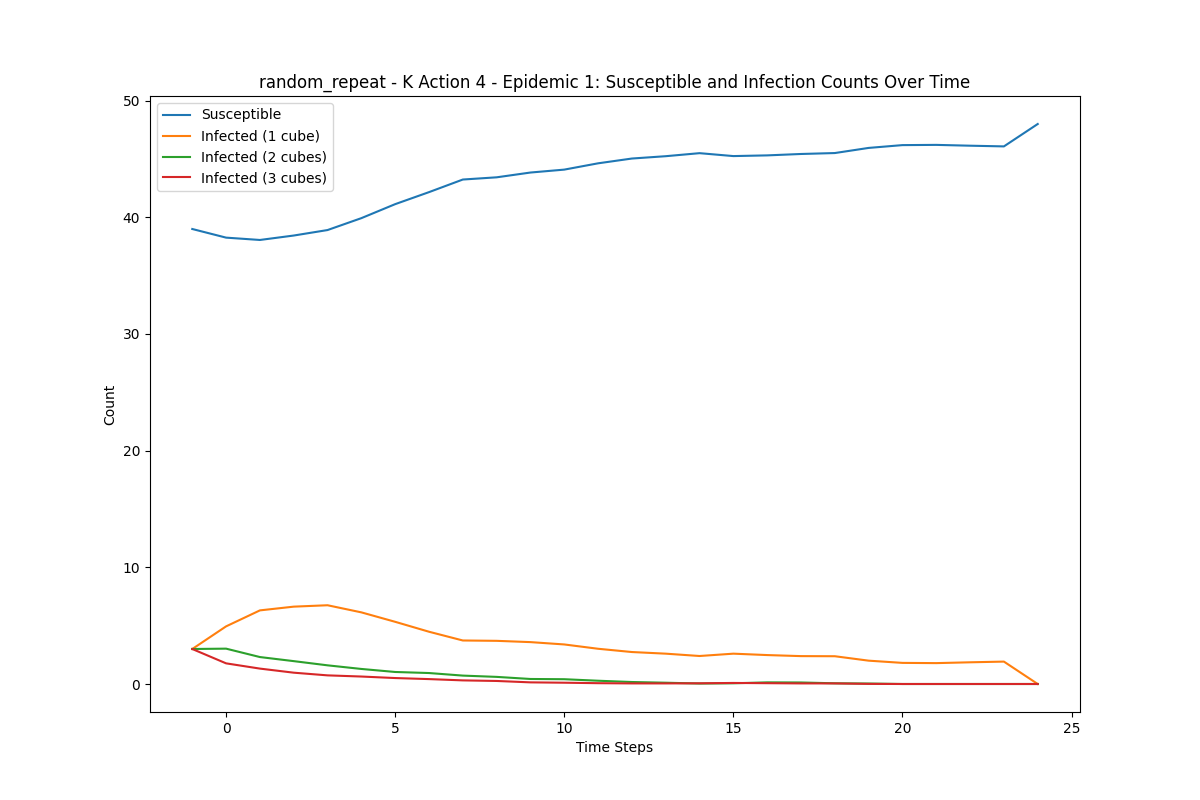 random_repeat - K Action 4 - Epidemic 1: Susceptible and Infection Counts Over Time
Susceptible
Infected (1 cube)
Infected (2 cubes)
Infected (3 cubes)
50
40
30
20
10
0
Count
0 5 10 15 20 25
Time Steps